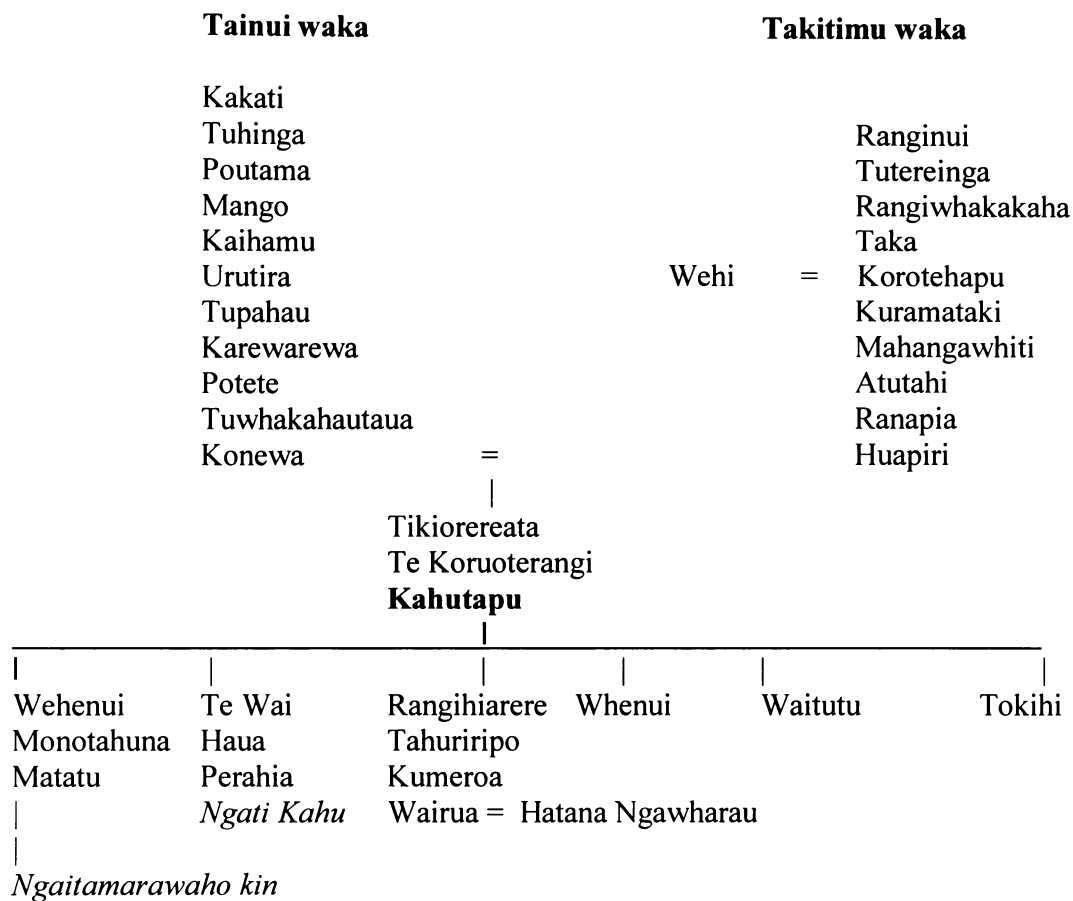 Tainui waka Takitimu waka
Kakati
Tuhinga Ranginui
Poutama Tutereinga
Mango Rangiwhakakaha
Kaihamu Taka
Urutira Wehi = Korotehapu
Tupahau Kuramataki
Karewarewa Mahangawhiti
Potete Atutahi
Tuwhakahautaua Ranapia
Konewa = Huapiri
Tikiorereata
Te Koruoterangi
Kahutapu
Wehenui Te Wai Rangihiarere Whenui Waitutu Tokihi
Monotahuna Haua Tahuriripo
Matatu Perahia Kumeroa
Ngati Kahu Wairua = Hatana Ngawharau
Ngaitamarawaho kin